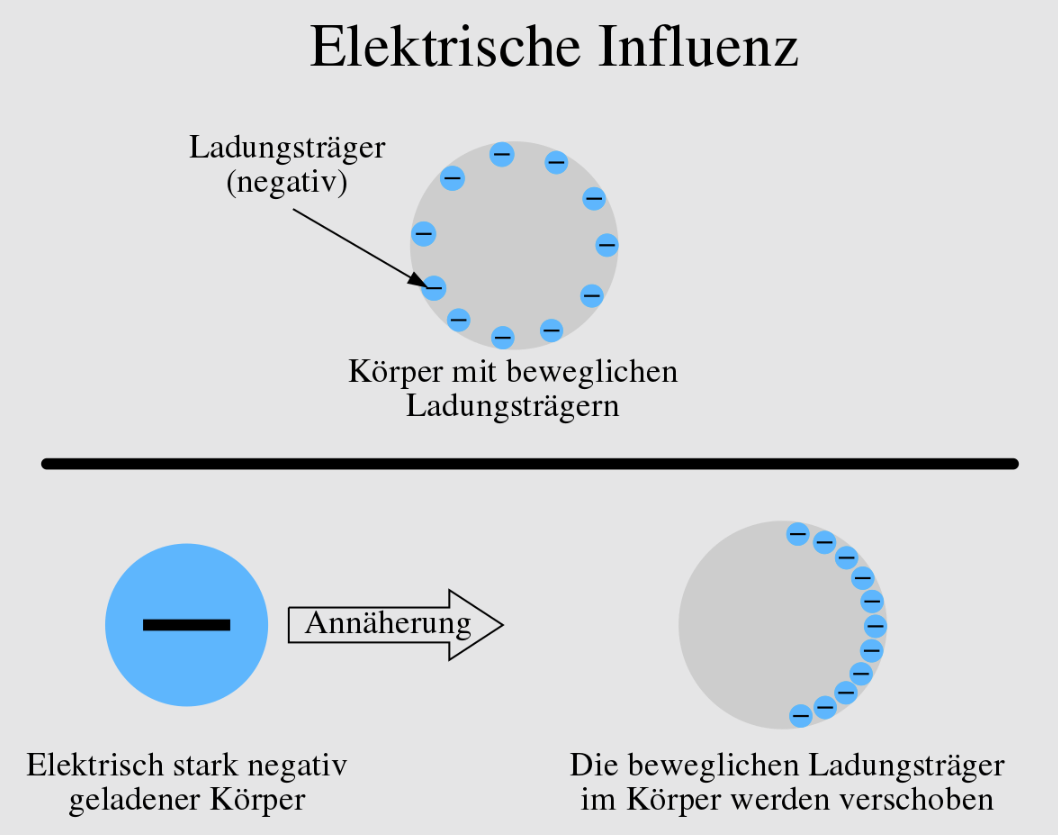 Elektrische Influenz
Ladungsträger
(negativ)
Körper mit beweglichen
Ladungsträgern
Annäherung
Elektrisch stark negativ
geladener Körper
Die beweglichen Ladungsträger
im Körper werden verschoben